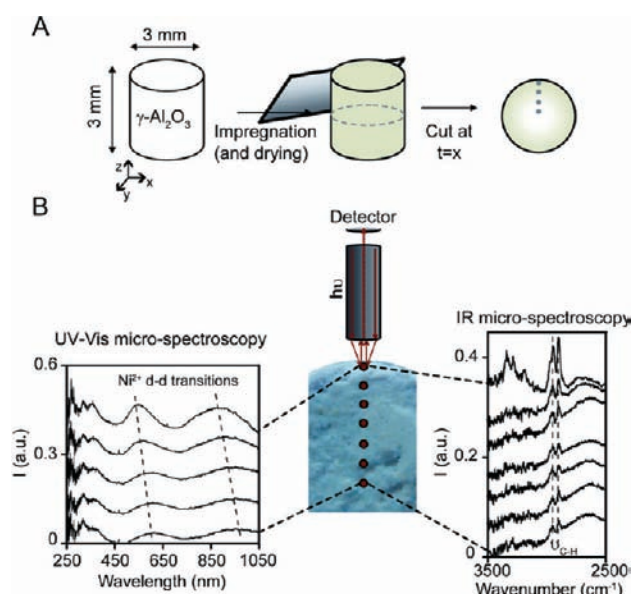 A
3 mm
3 mm
γ-Al₂O₃
z
x
y
Impregnation
(and drying)
Cut at
t=x
B
Detector
hυ
UV-Vis micro-spectroscopy
IR micro-spectroscopy
0.6
Ni²⁺ d-d transitions
0.3
I (a.u.)
0
250 450 650 850 1050
Wavelength (nm)
0.4
0.2
I (a.u.)
0
υC-H
3500 2500
Wavenumber (cm⁻¹)